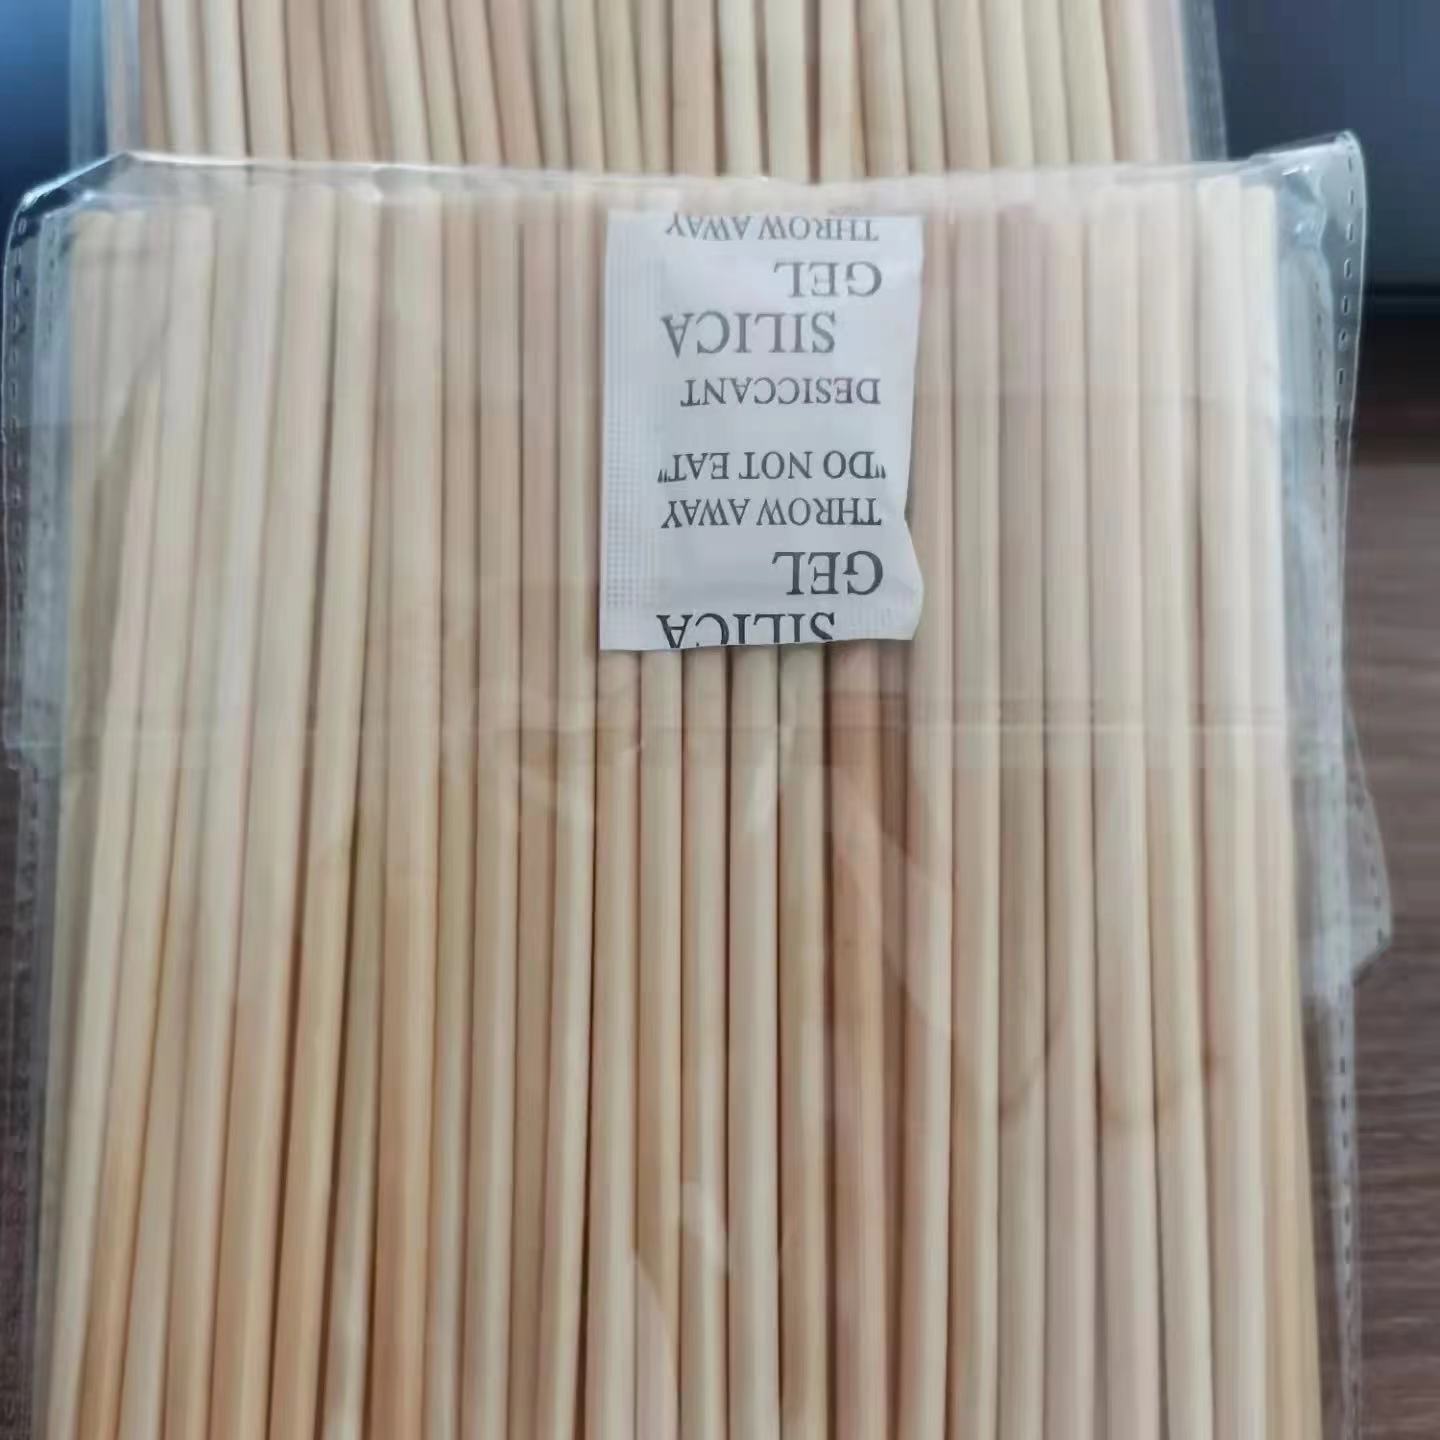 SILICA
GEL
THROW AWAY
"DO NOT EAT"
DESICCANT
SILICA
GEL
THROW AWAY